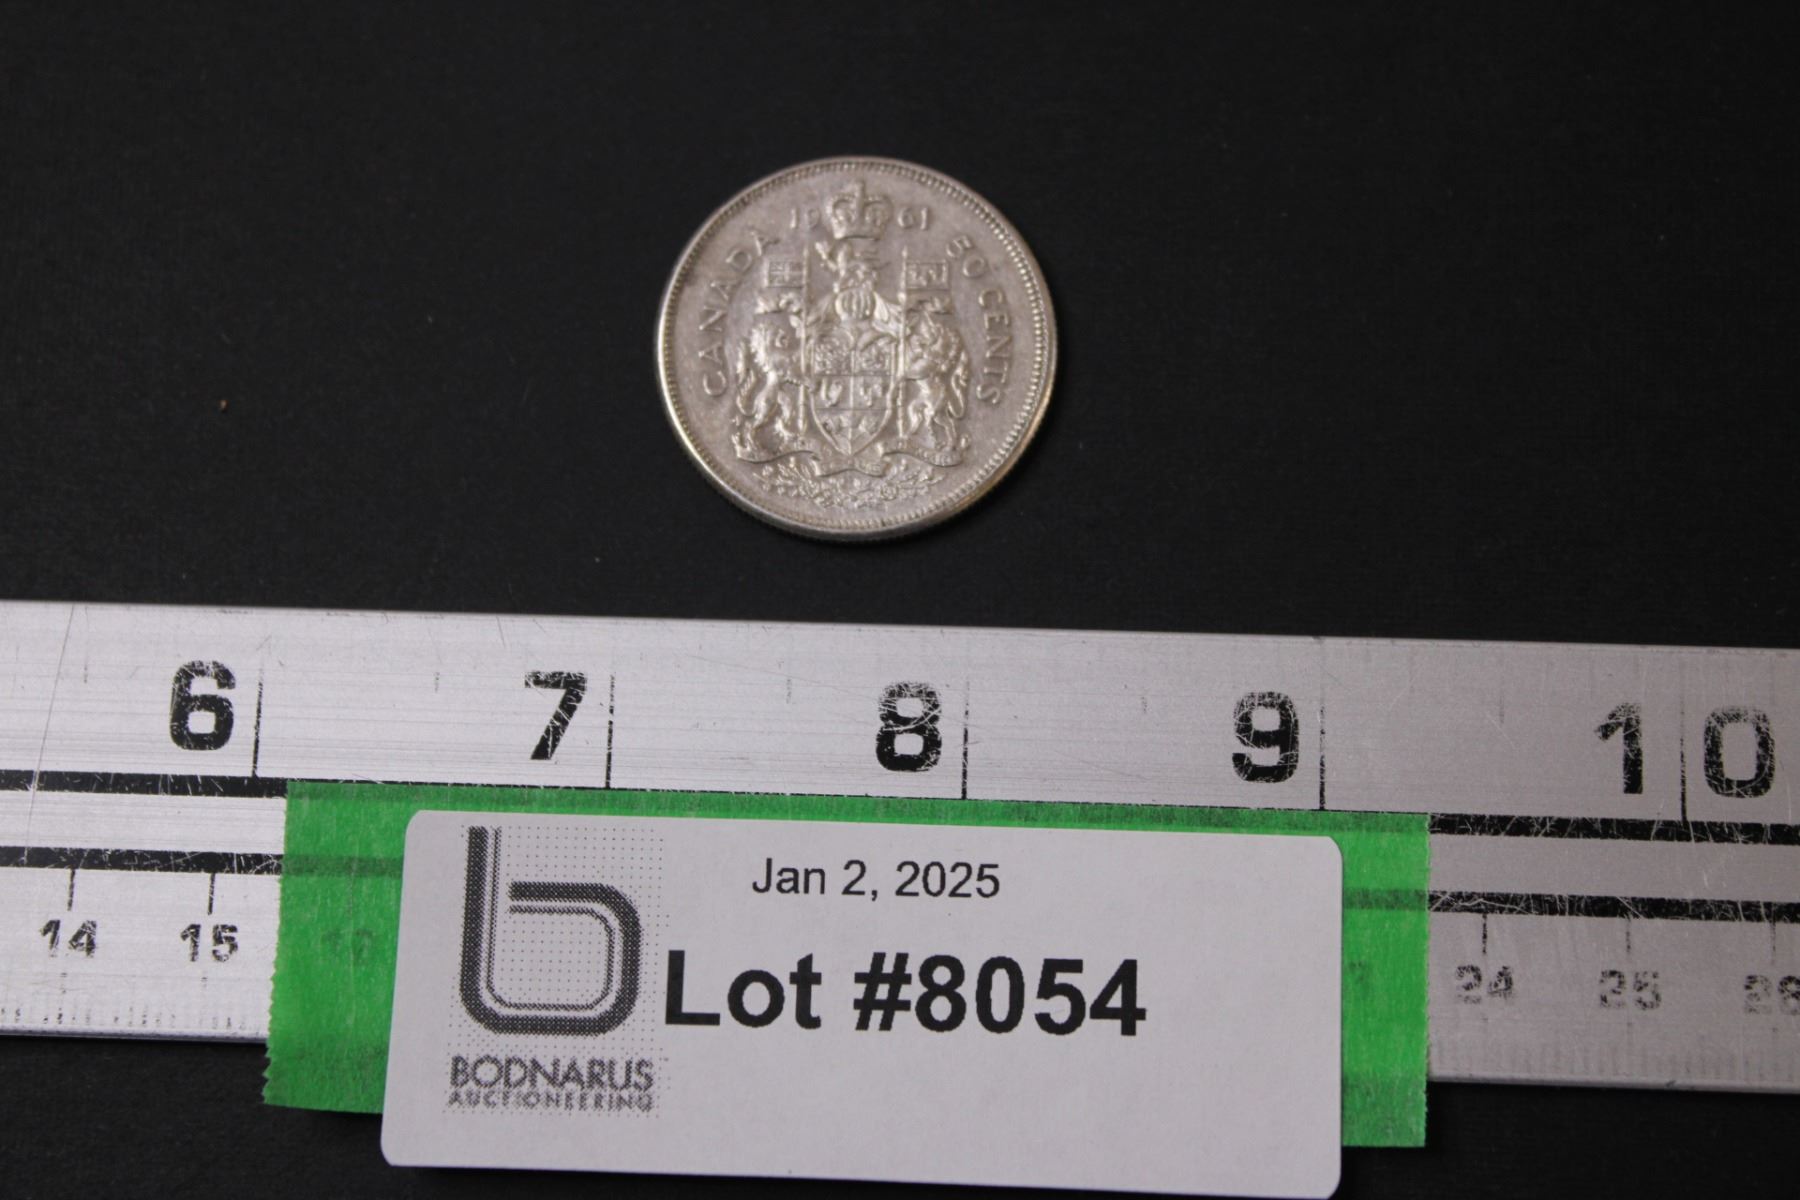 CANADA 1961 50 CENTS
6 7 8 9 10
14 15 24 25 26
Jan 2, 2025
Lot #8054
BODNARUS
AUCTIONEERING